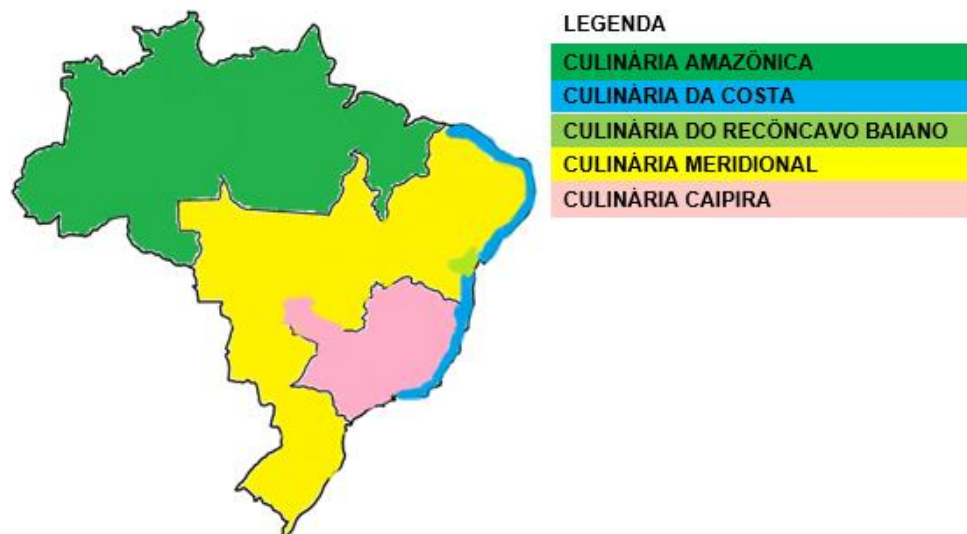 LEGENDA
CULINÁRIA AMAZÔNICA
CULINÁRIA DA COSTA
CULINÁRIA DO RECÔNCAVO BAIANO
CULINÁRIA MERIDIONAL
CULINÁRIA CAIPIRA